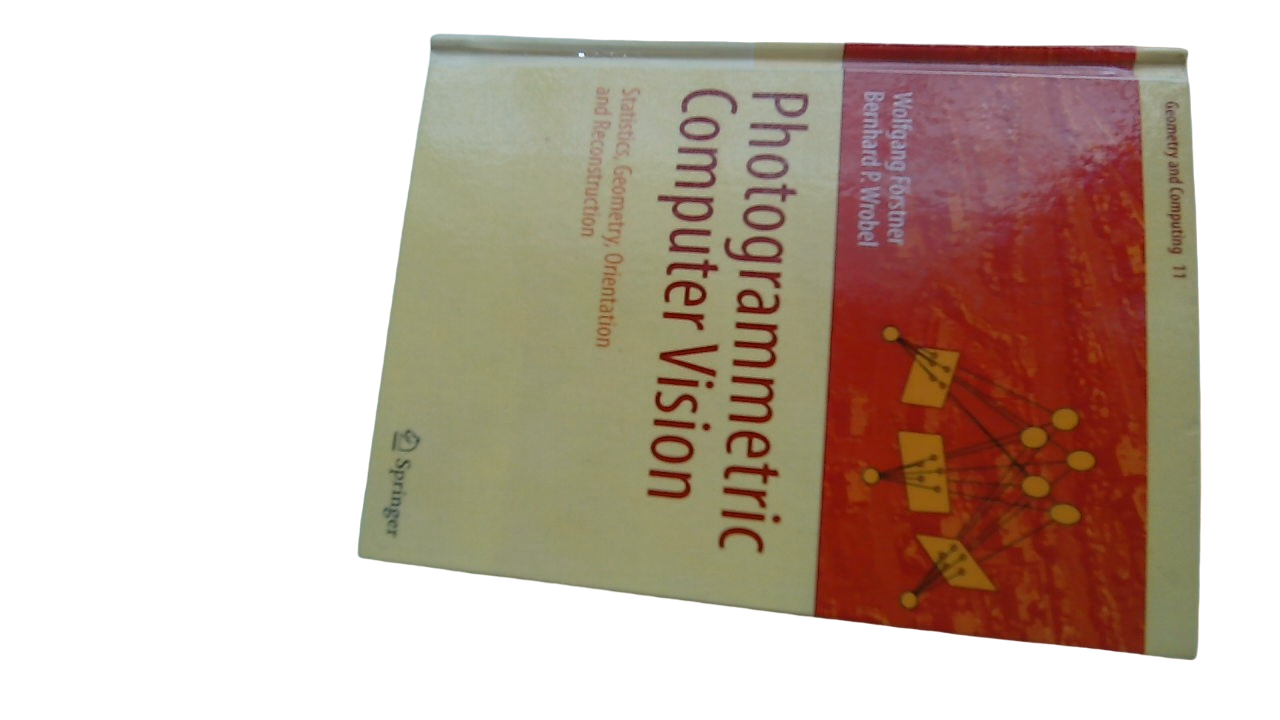 Geometry and Computing 11
Wolfgang Förstner
Bernhard P. Wrobel
Photogrammetric
Computer Vision
Statistics, Geometry, Orientation
and Reconstruction
Springer